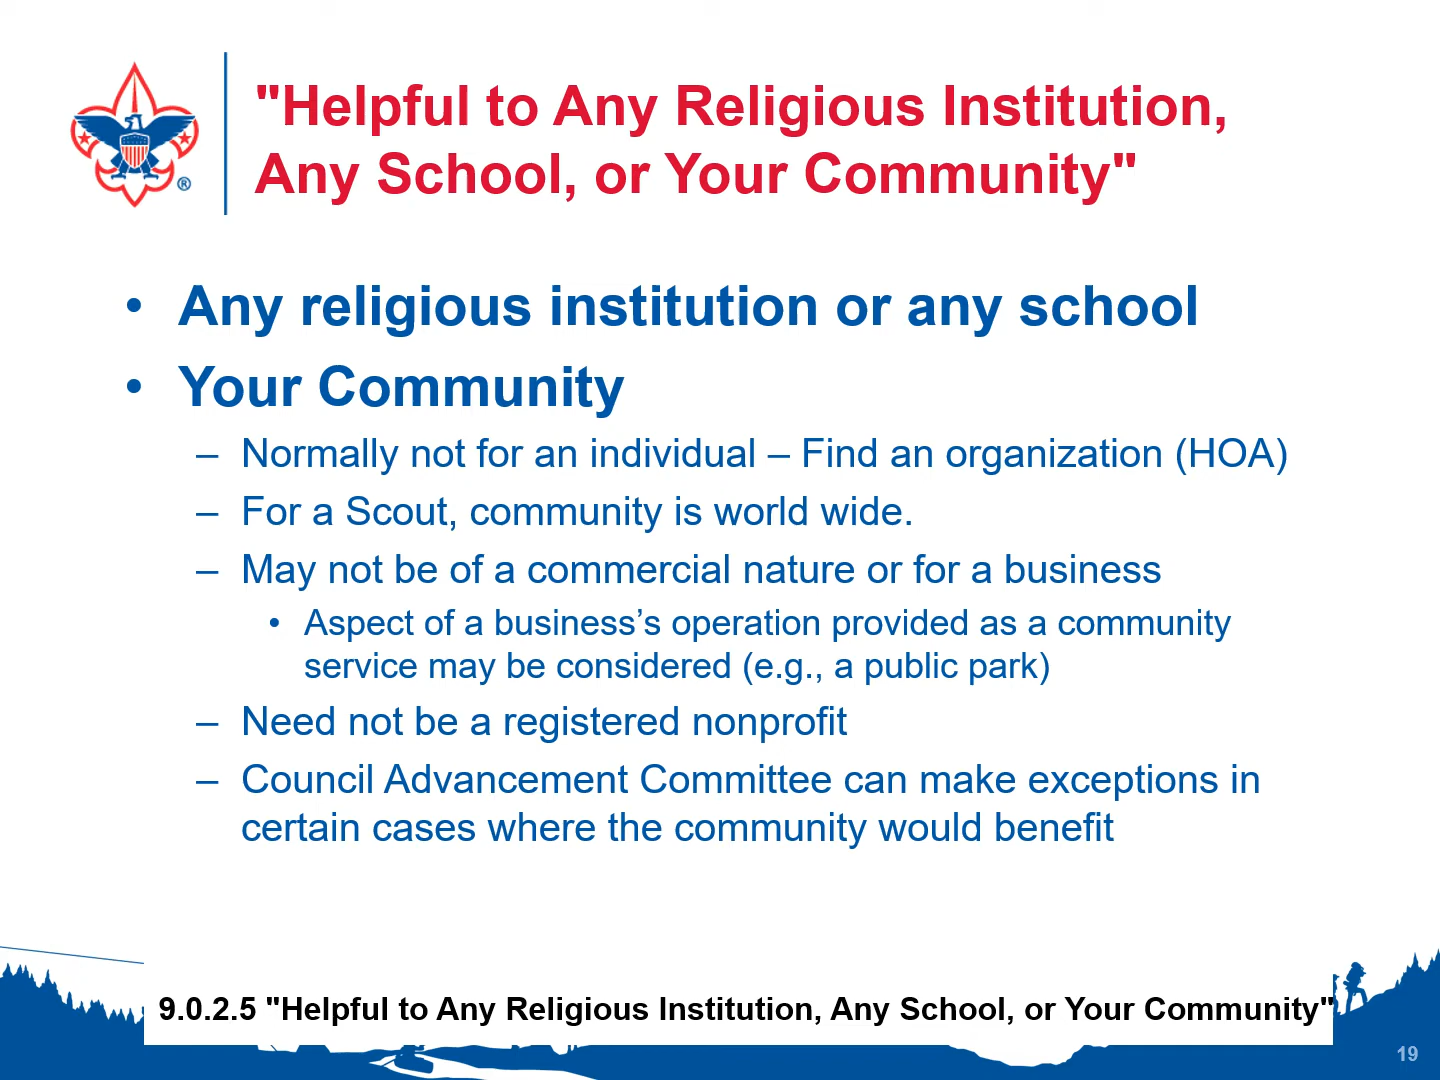 "Helpful to Any Religious Institution,
Any School, or Your Community"
• Any religious institution or any school
• Your Community
– Normally not for an individual – Find an organization (HOA)
– For a Scout, community is world wide.
– May not be of a commercial nature or for a business
• Aspect of a business’s operation provided as a community
service may be considered (e.g., a public park)
– Need not be a registered nonprofit
– Council Advancement Committee can make exceptions in
certain cases where the community would benefit
9.0.2.5 "Helpful to Any Religious Institution, Any School, or Your Community"
19
®